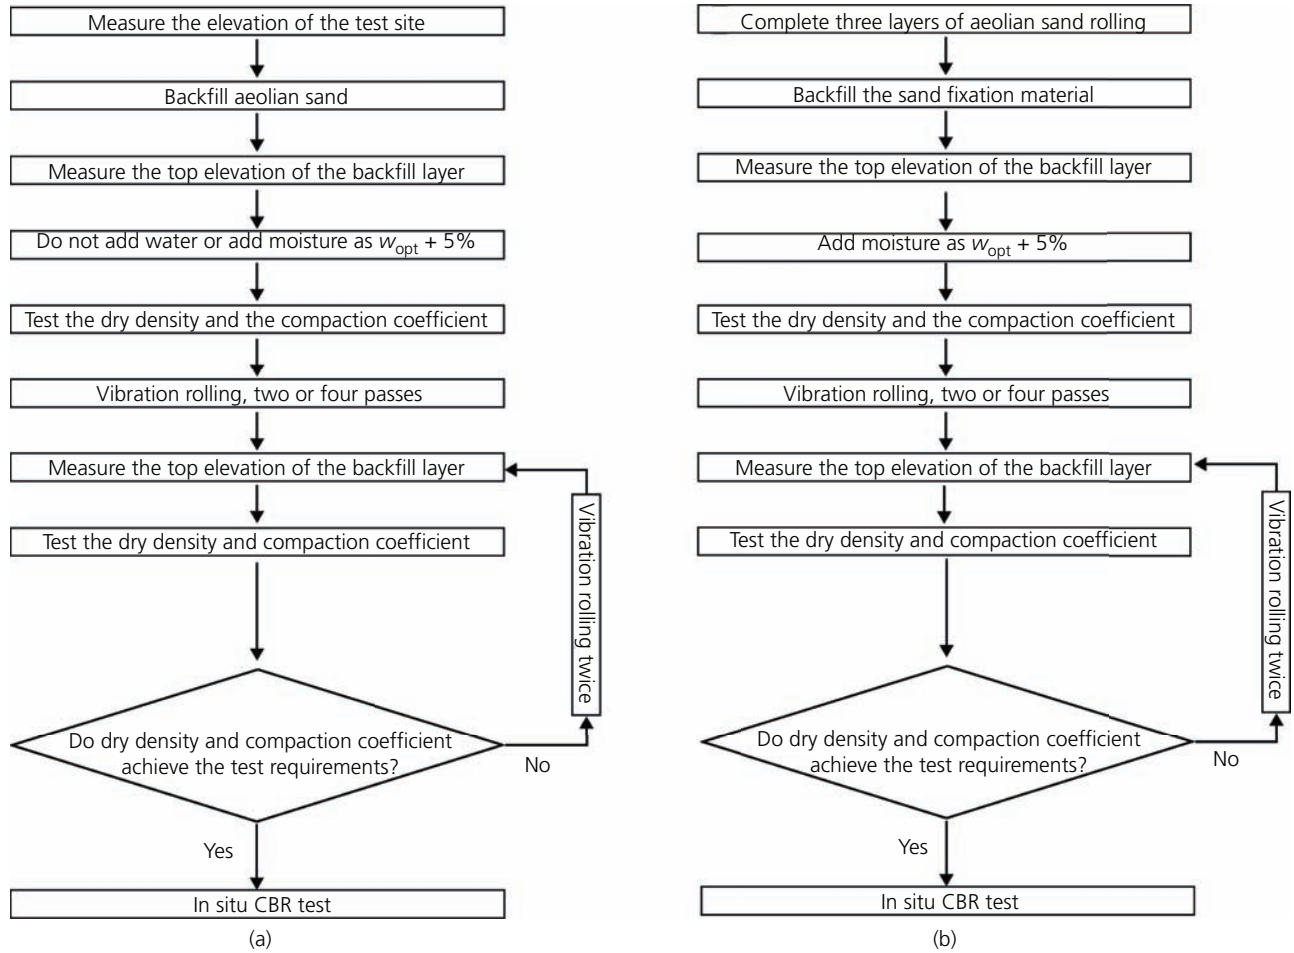 Measure the elevation of the test site
Backfill aeolian sand
Measure the top elevation of the backfill layer
Do not add water or add moisture as wopt + 5%
Test the dry density and the compaction coefficient
Vibration rolling, two or four passes
Measure the top elevation of the backfill layer
Test the dry density and compaction coefficient
Vibration rolling twice
Do dry density and compaction coefficient
achieve the test requirements?
No
Yes
In situ CBR test
(a)
Complete three layers of aeolian sand rolling
Backfill the sand fixation material
Measure the top elevation of the backfill layer
Add moisture as wopt + 5%
Test the dry density and the compaction coefficient
Vibration rolling, two or four passes
Measure the top elevation of the backfill layer
Test the dry density and compaction coefficient
Vibration rolling twice
Do dry density and compaction coefficient
achieve the test requirements?
No
Yes
In situ CBR test
(b)